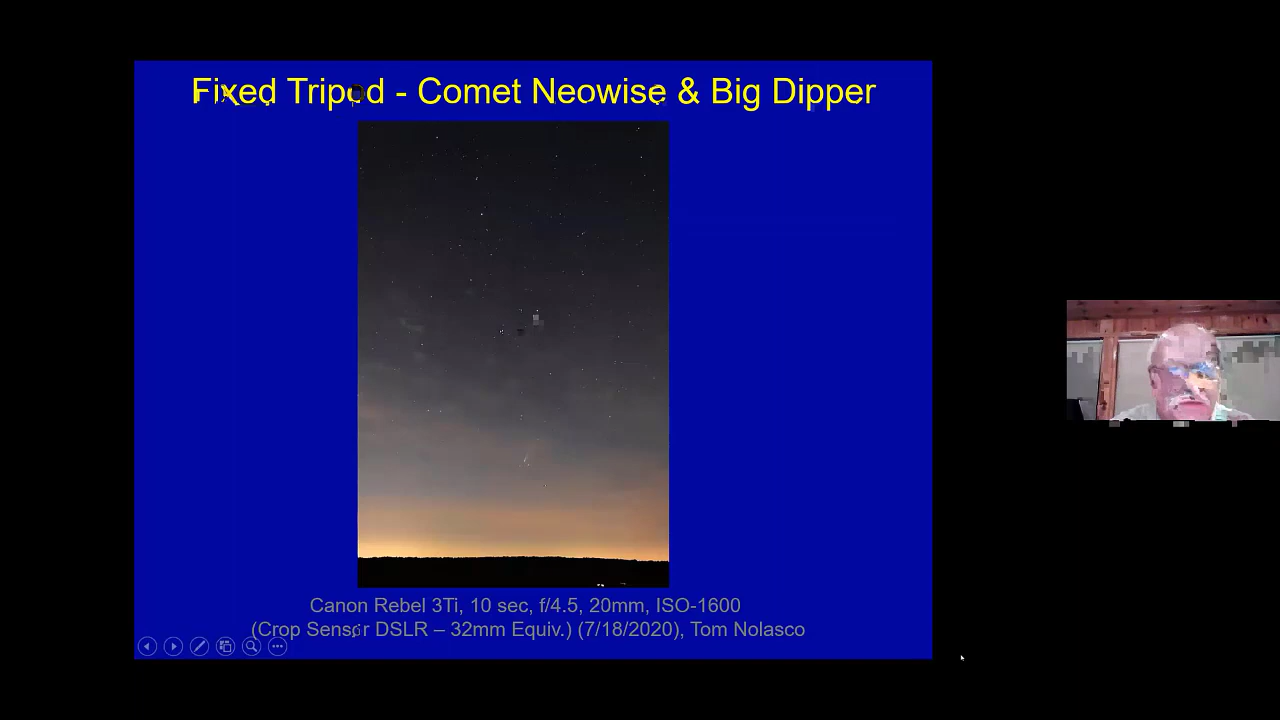 Fixed Tripod - Comet Neowise & Big Dipper
Canon Rebel 3Ti, 10 sec, f/4.5, 20mm, ISO-1600
(Crop Sensor DSLR – 32mm Equiv.) (7/18/2020), Tom Nolasco